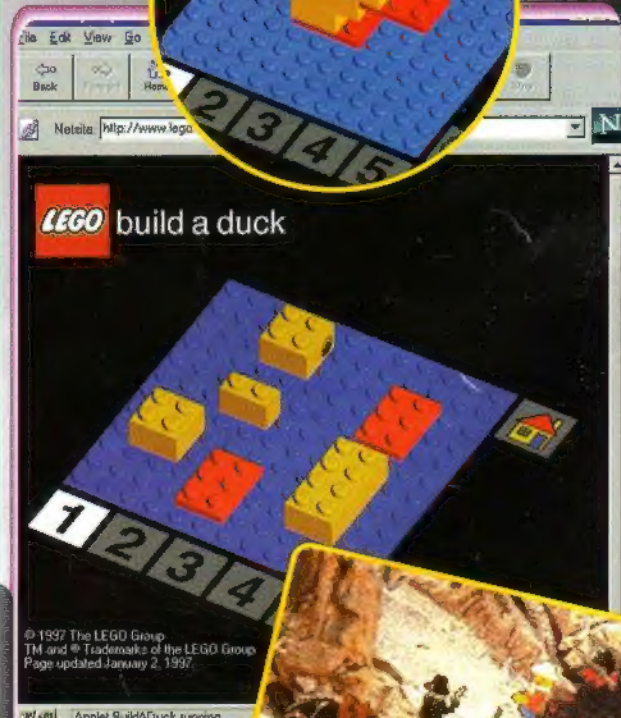 File Edit View Go
Back
Home
2 3 4 5
Netsite http://www.lego
N
LEGO build a duck
1 2 3 4
© 1997 The LEGO Group
TM and ® Trademarks of the LEGO Group
Page updated January 2, 1997
Applet BuildADuck running